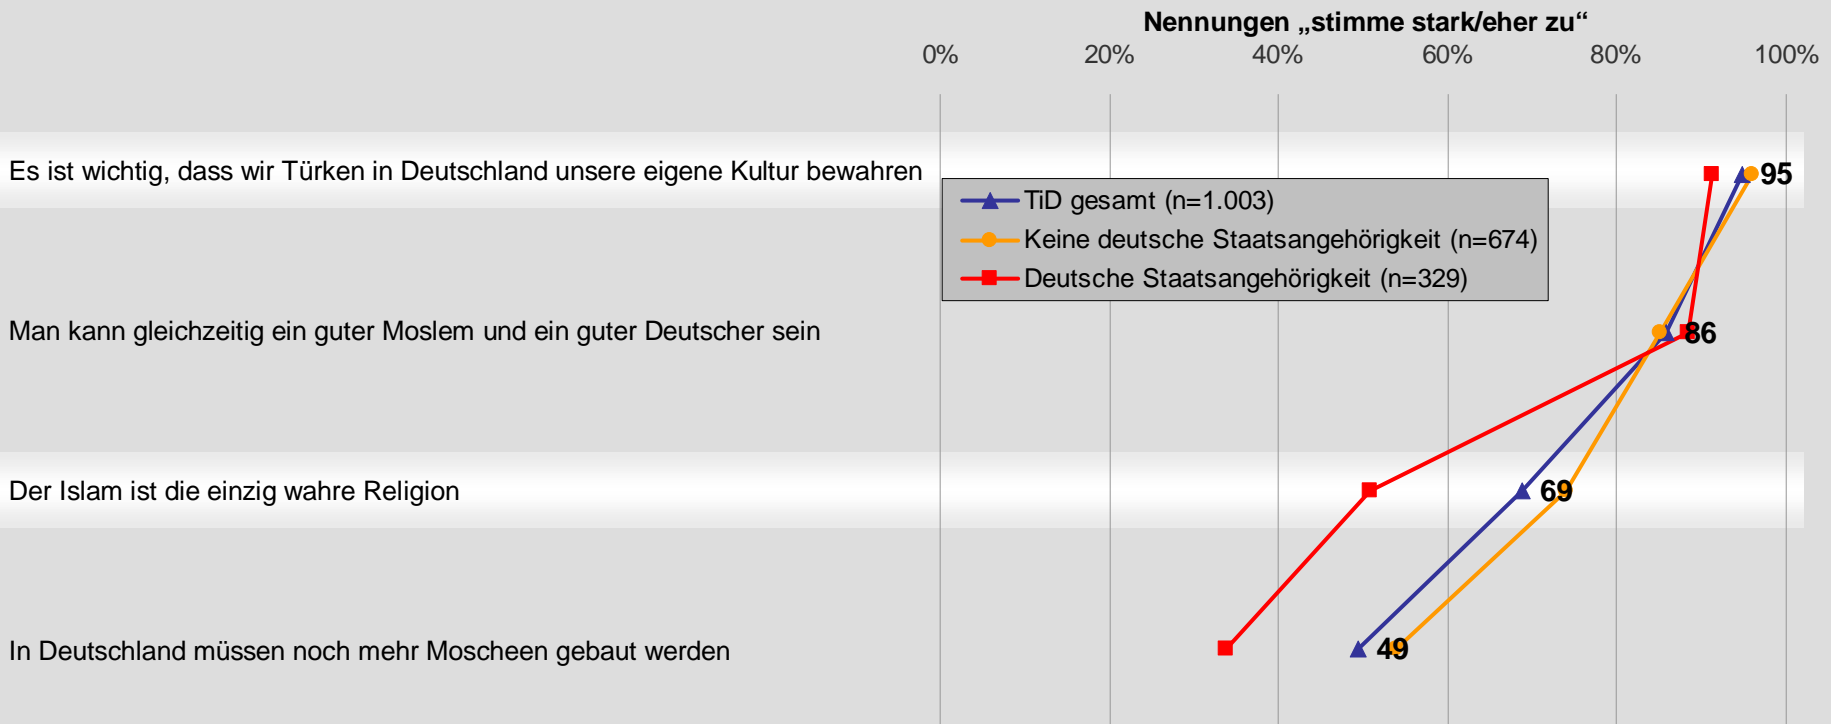 Nennungen „stimme stark/eher zu“
0% 20% 40% 60% 80% 100%
Es ist wichtig, dass wir Türken in Deutschland unsere eigene Kultur bewahren
95
TiD gesamt (n=1.003)
Keine deutsche Staatsangehörigkeit (n=674)
Deutsche Staatsangehörigkeit (n=329)
Man kann gleichzeitig ein guter Moslem und ein guter Deutscher sein
86
Der Islam ist die einzig wahre Religion
69
In Deutschland müssen noch mehr Moscheen gebaut werden
49